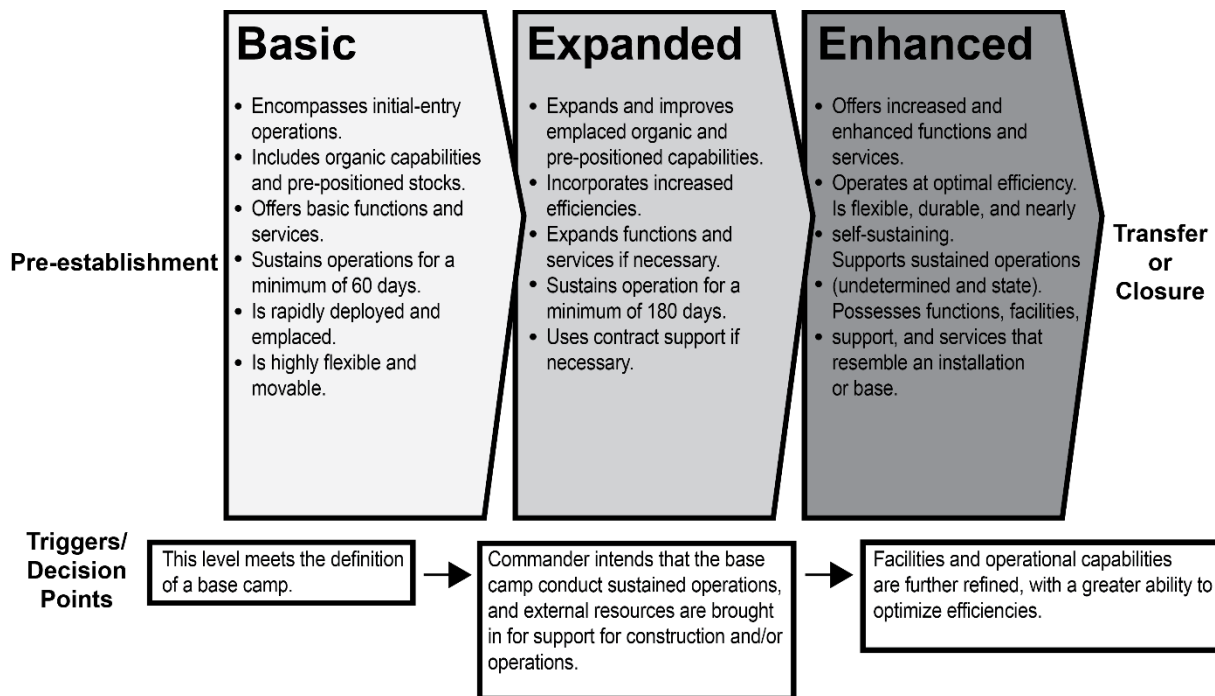 Basic
• Encompasses initial-entry
operations.
• Includes organic capabilities
and pre-positioned stocks.
• Offers basic functions and
services.
• Sustains operations for a
minimum of 60 days.
• Is rapidly deployed and
emplaced.
• Is highly flexible and
movable.
Expanded
• Expands and improves
emplaced organic and
pre-positioned capabilities.
• Incorporates increased
efficiencies.
• Expands functions and
services if necessary.
• Sustains operation for a
minimum of 180 days.
• Uses contract support if
necessary.
Enhanced
• Offers increased and
enhanced functions and
services.
• Operates at optimal efficiency.
Is flexible, durable, and nearly
• self-sustaining.
Supports sustained operations
• (undetermined and state).
Possesses functions, facilities,
• support, and services that
resemble an installation
or base.
Pre-establishment
Transfer
or
Closure
Triggers/
Decision
Points
This level meets the definition
of a base camp.
Commander intends that the base
camp conduct sustained operations,
and external resources are brought
in for support for construction and/or
operations.
Facilities and operational capabilities
are further refined, with a greater ability to
optimize efficiencies.